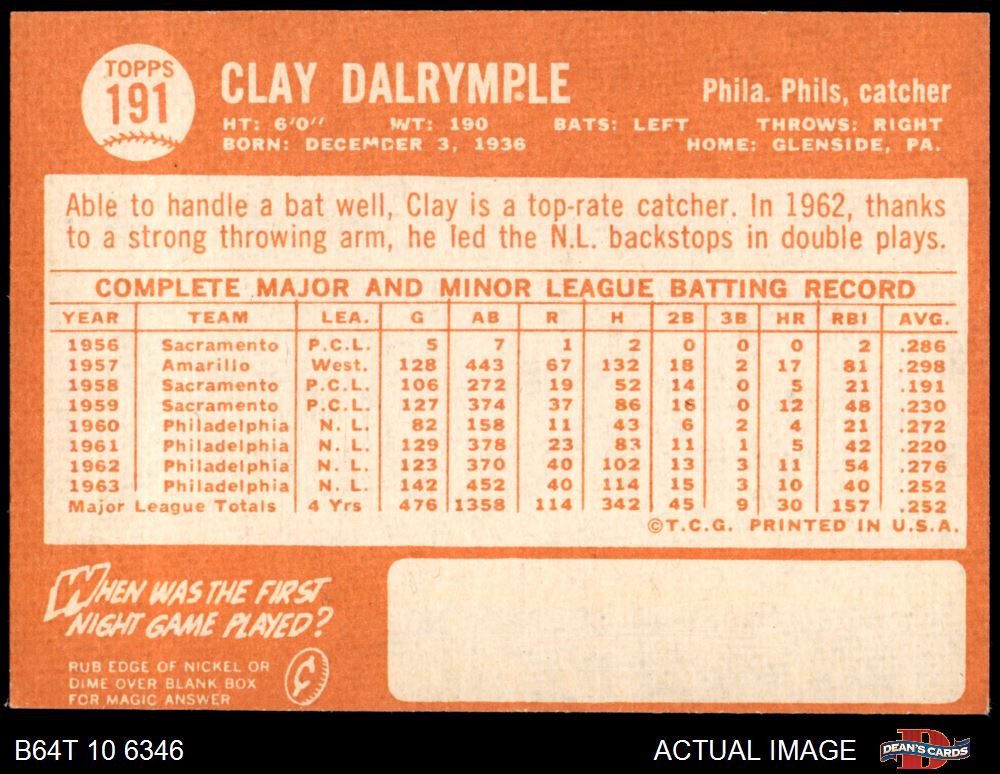 TOPPS
191
CLAY DALRYMPLE
Phila. Phils, catcher
HT: 6'0" WT: 190 BATS: LEFT THROWS: RIGHT
BORN: DECEMBER 3, 1936 HOME: GLENSIDE, PA.
Able to handle a bat well, Clay is a top-rate catcher. In 1962, thanks
to a strong throwing arm, he led the N.L. backstops in double plays.
COMPLETE MAJOR AND MINOR LEAGUE BATTING RECORD
YEAR TEAM LEA. G AB R H 2B 3B HR RBI AVG.
1956 Sacramento P.C.L. 5 7 1 2 0 0 0 2 .286
1957 Amarillo West. 128 443 67 132 18 2 17 81 .298
1958 Sacramento P.C.L. 106 272 19 52 14 0 5 21 .191
1959 Sacramento P.C.L. 127 374 37 86 16 0 12 48 .230
1960 Philadelphia N. L. 82 158 11 43 6 2 4 21 .272
1961 Philadelphia N. L. 129 378 23 83 11 1 5 42 .220
1962 Philadelphia N. L. 123 370 40 102 13 3 11 54 .276
1963 Philadelphia N. L. 142 452 40 114 15 3 10 40 .252
Major League Totals 4 Yrs 476 1358 114 342 45 9 30 157 .252
©T.C.G. PRINTED IN U.S.A.
WHEN WAS THE FIRST
NIGHT GAME PLAYED?
RUB EDGE OF NICKEL OR
DIME OVER BLANK BOX
FOR MAGIC ANSWER
¢
B64T 10 6346
ACTUAL IMAGE
DEAN'S CARDS